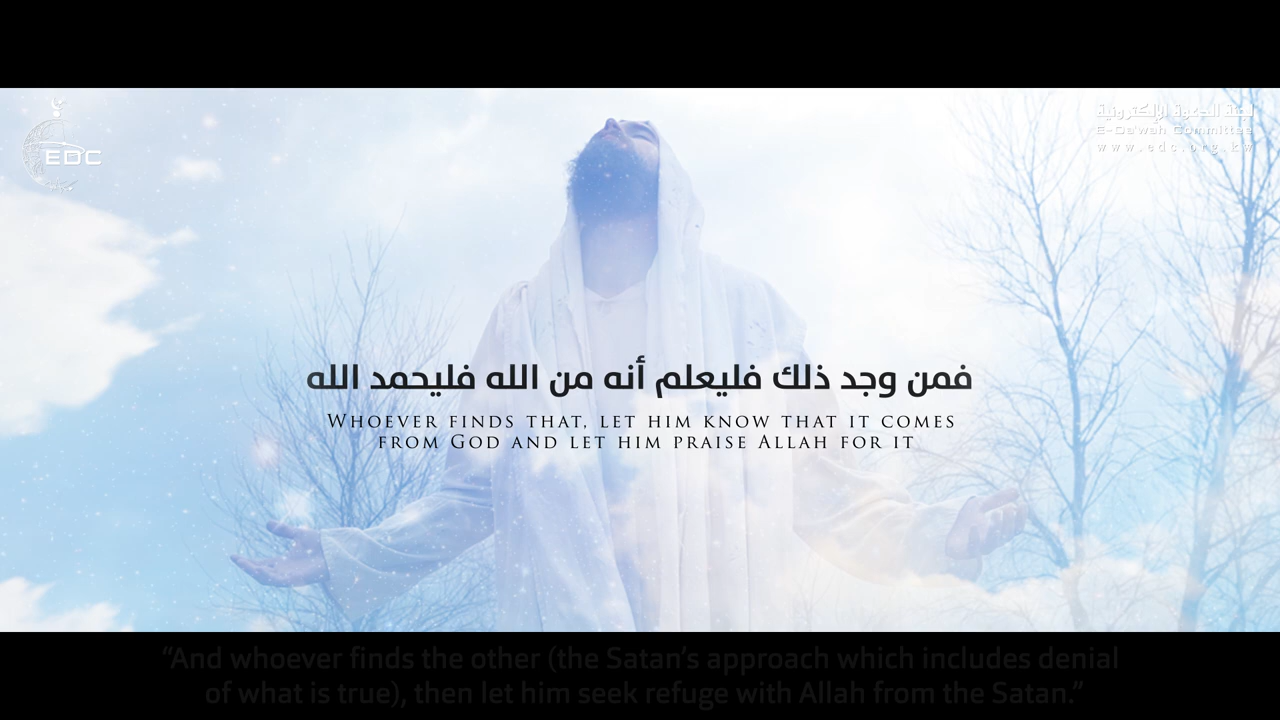 EDC
لجنة الدعوة الإلكترونية
E-Da'wah Committee
www.edc.org.kw
فمن وجد ذلك فليعلم أنه من الله فليحمد الله
WHOEVER FINDS THAT, LET HIM KNOW THAT IT COMES
FROM GOD AND LET HIM PRAISE ALLAH FOR IT
“And whoever finds the other (the Satan’s approach which includes denial
of what is true), then let him seek refuge with Allah from the Satan.”